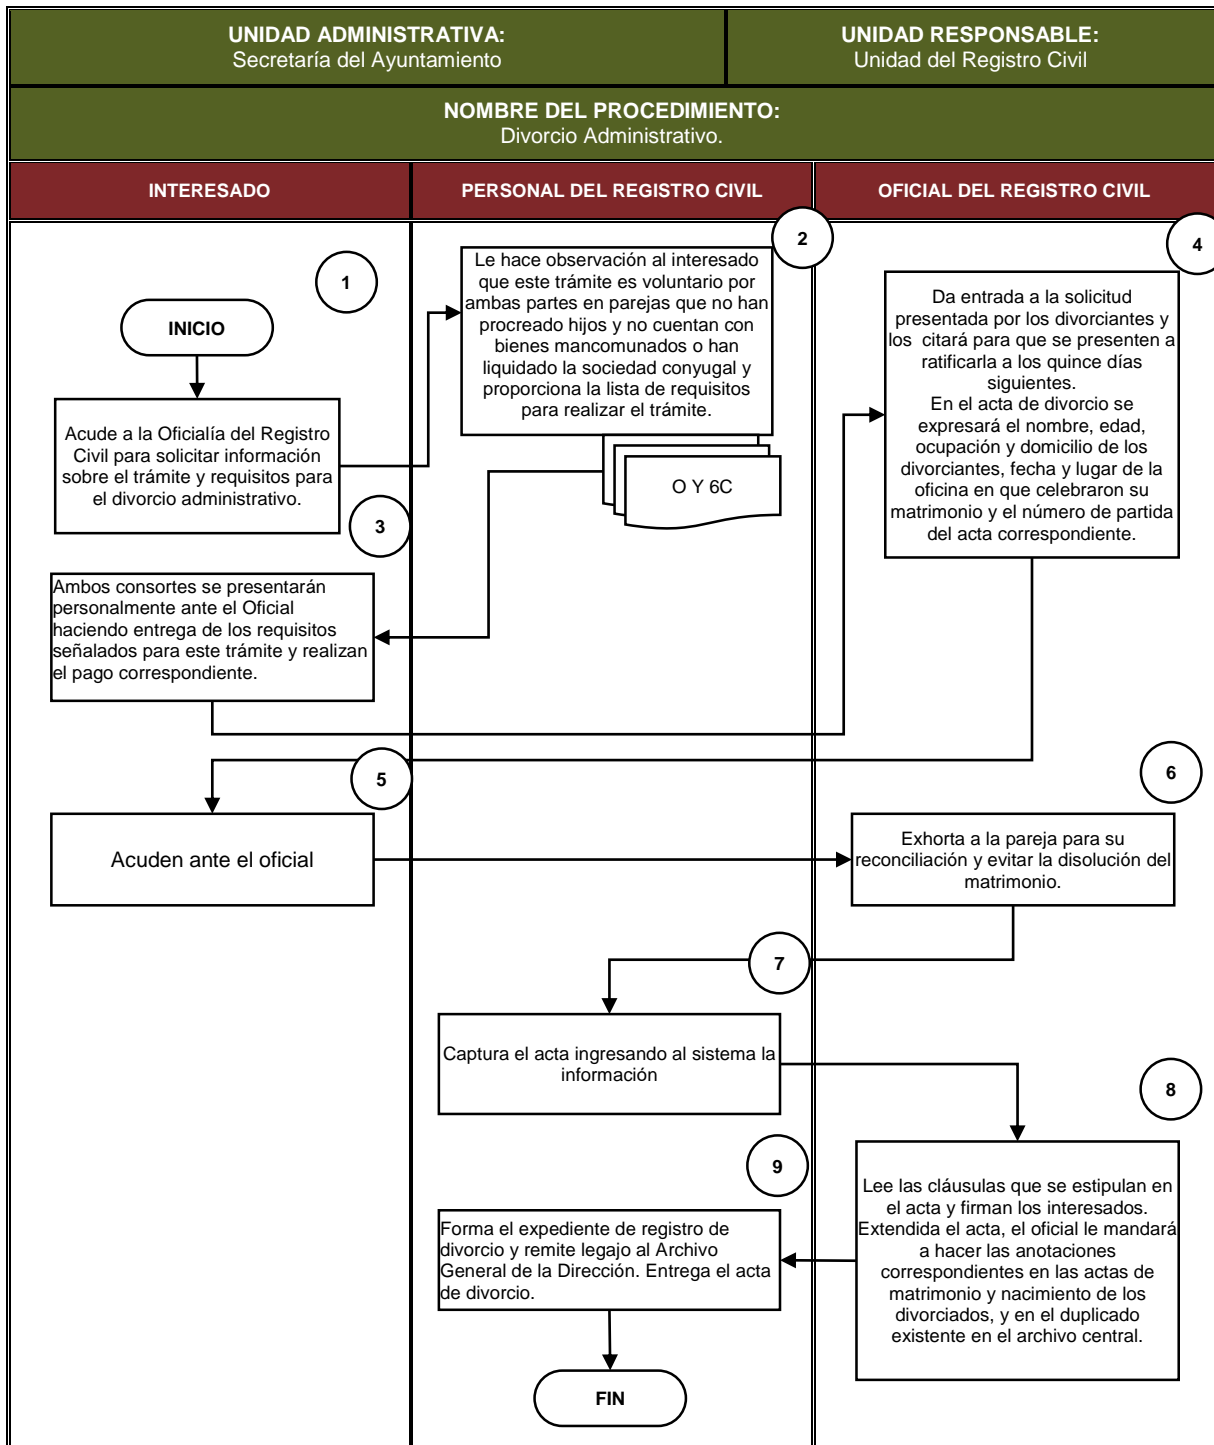 UNIDAD ADMINISTRATIVA:
Secretaría del Ayuntamiento
UNIDAD RESPONSABLE:
Unidad del Registro Civil
NOMBRE DEL PROCEDIMIENTO:
Divorcio Administrativo.
INTERESADO
PERSONAL DEL REGISTRO CIVIL
OFICIAL DEL REGISTRO CIVIL
1
INICIO
Acude a la Oficialía del Registro
Civil para solicitar información
sobre el trámite y requisitos para
el divorcio administrativo.
2
Le hace observación al interesado
que este trámite es voluntario por
ambas partes en parejas que no han
procreado hijos y no cuentan con
bienes mancomunados o han
liquidado la sociedad conyugal y
proporciona la lista de requisitos
para realizar el trámite.
O Y 6C
3
Ambos consortes se presentarán
personalmente ante el Oficial
haciendo entrega de los requisitos
señalados para este trámite y realizan
el pago correspondiente.
4
Da entrada a la solicitud
presentada por los divorciantes y
los citará para que se presenten a
ratificarla a los quince días
siguientes.
En el acta de divorcio se
expresará el nombre, edad,
ocupación y domicilio de los
divorciantes, fecha y lugar de la
oficina en que celebraron su
matrimonio y el número de partida
del acta correspondiente.
5
Acuden ante el oficial
6
Exhorta a la pareja para su
reconciliación y evitar la disolución del
matrimonio.
7
Captura el acta ingresando al sistema la
información
8
Lee las cláusulas que se estipulan en
el acta y firman los interesados.
Extendida el acta, el oficial le mandará
a hacer las anotaciones
correspondientes en las actas de
matrimonio y nacimiento de los
divorciados, y en el duplicado
existente en el archivo central.
9
Forma el expediente de registro de
divorcio y remite legajo al Archivo
General de la Dirección. Entrega el acta
de divorcio.
FIN